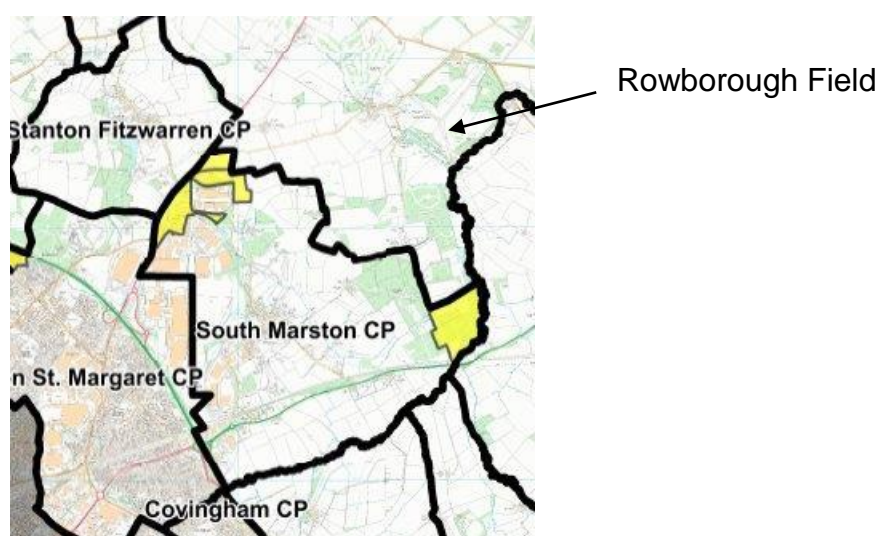 Rowborough Field
Stanton Fitzwarren CP
South Marston CP
n St. Margaret CP
Covingham CP